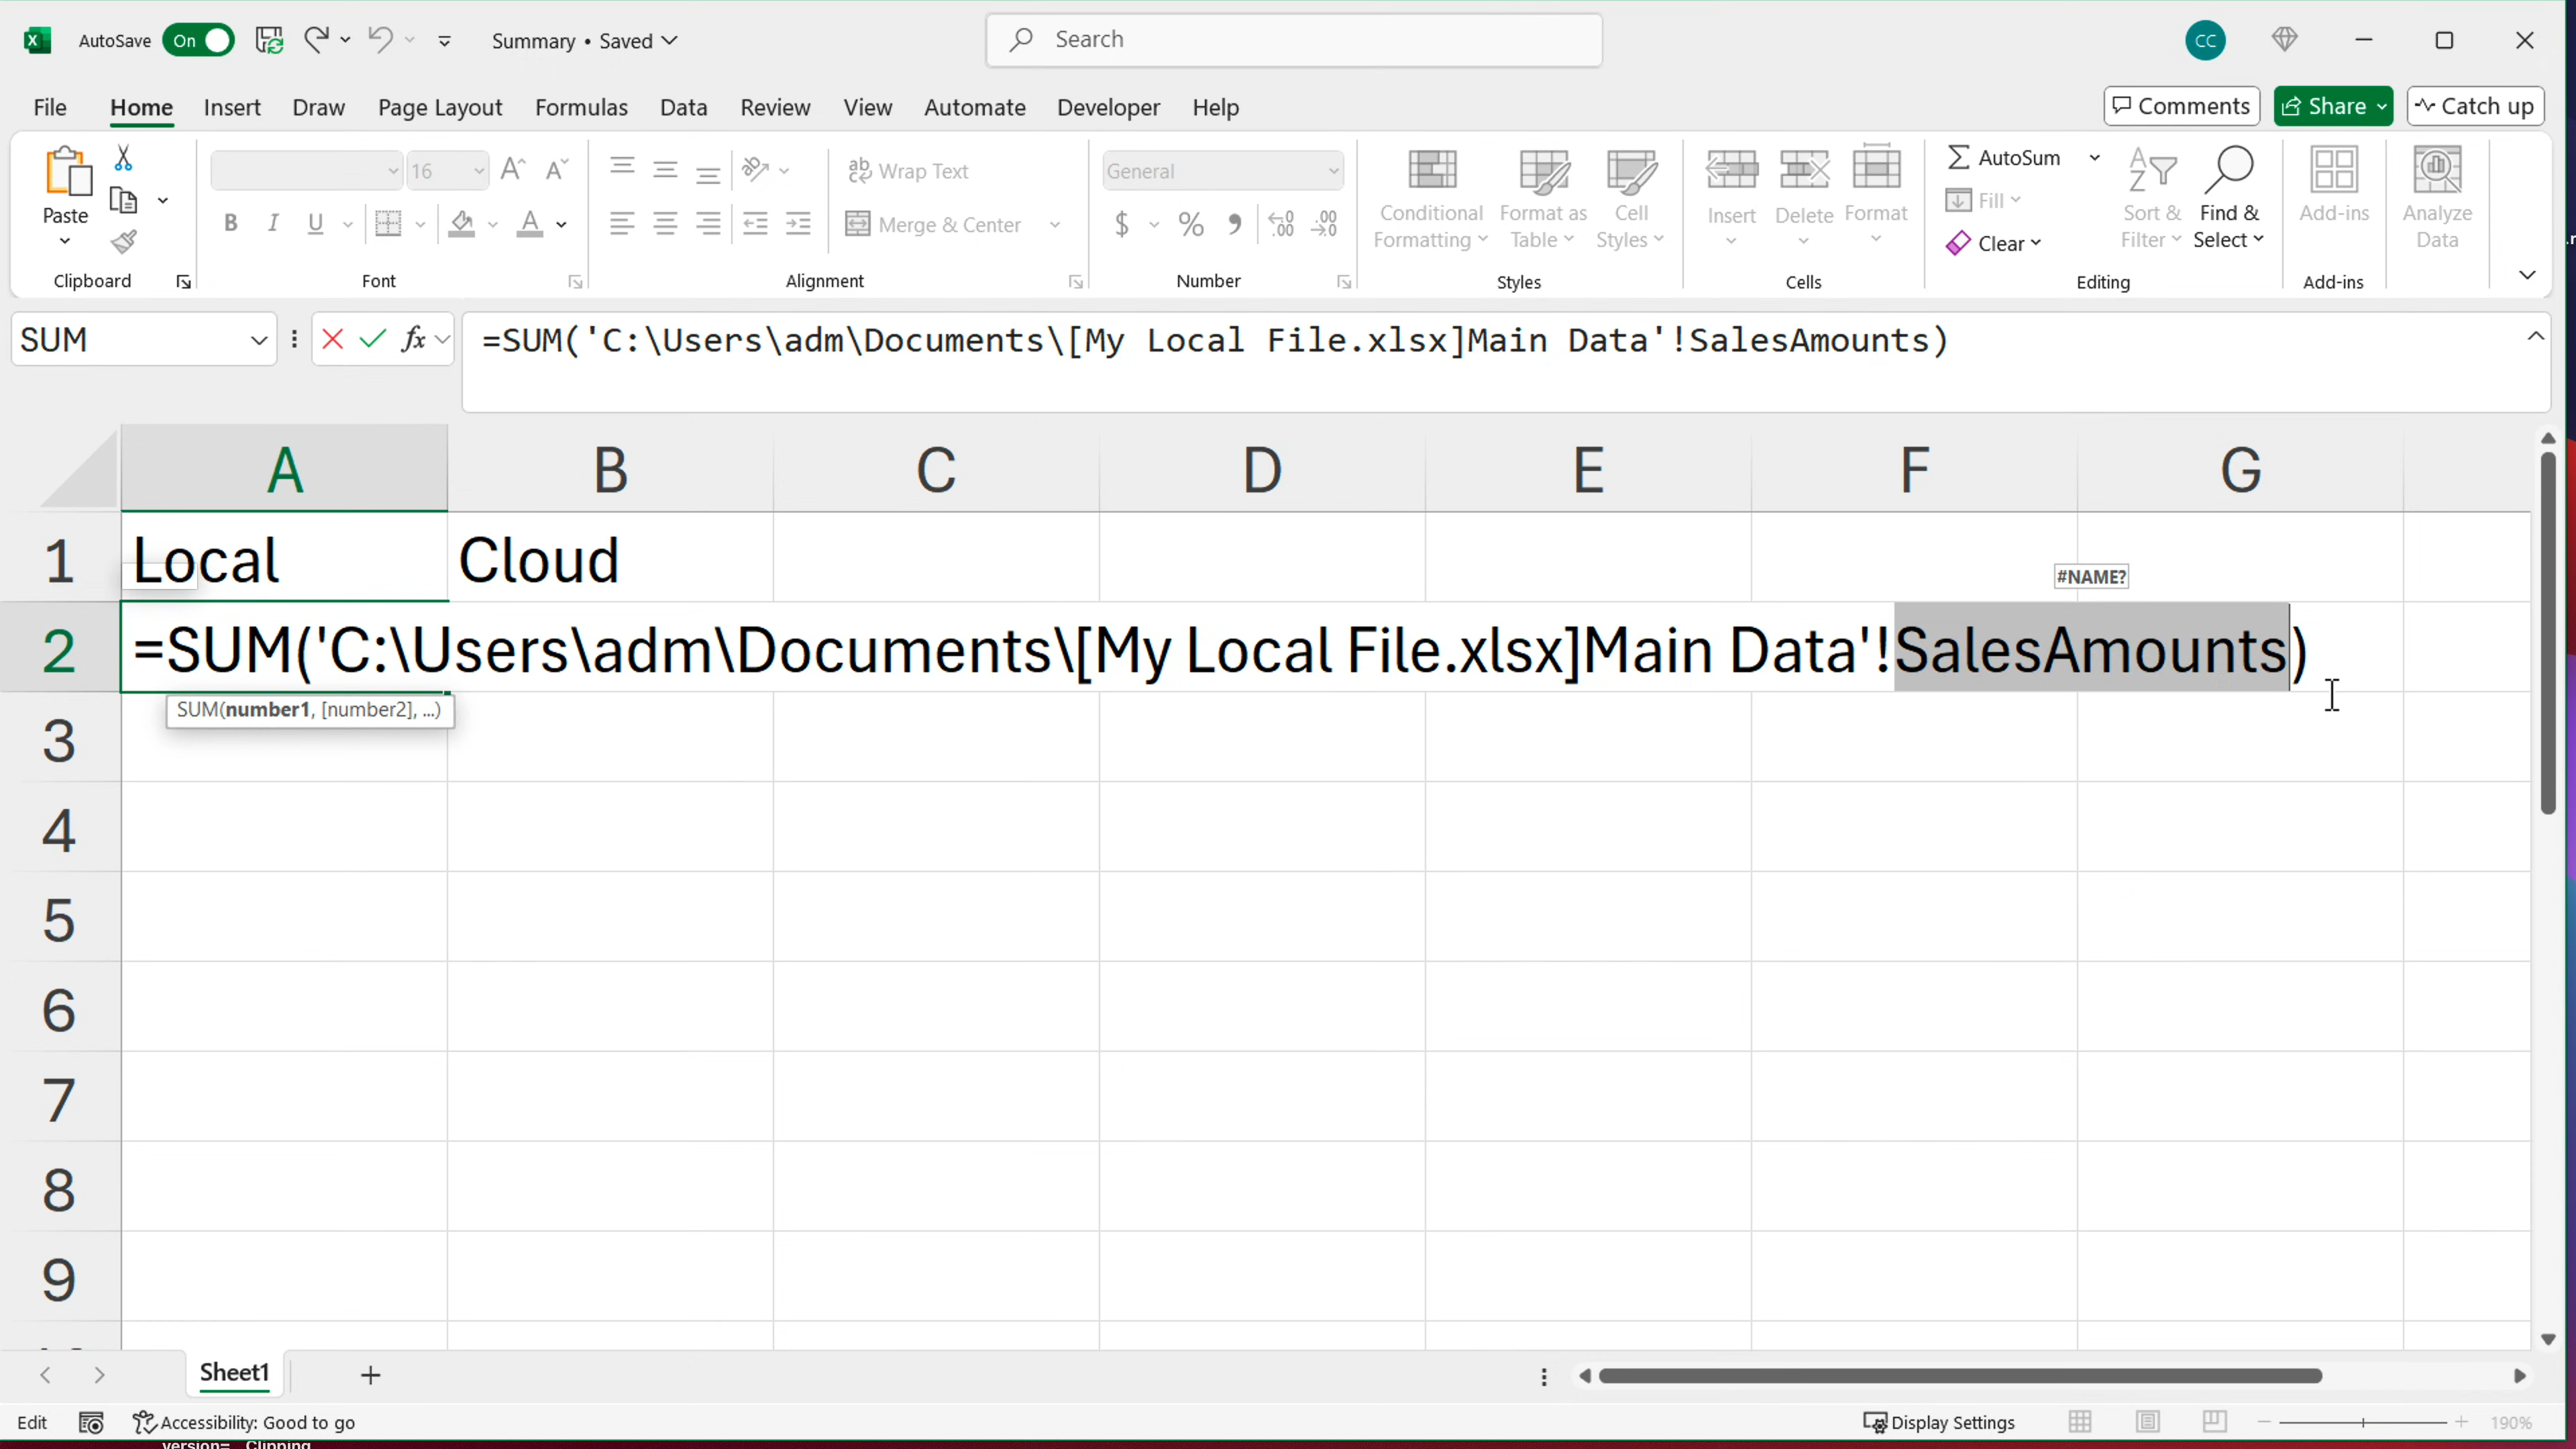 AutoSave On Summary • Saved Search CC
File Home Insert Draw Page Layout Formulas Data Review View Automate Developer Help Comments Share Catch up
Paste
Clipboard
16
B I U A
Font
Wrap Text
Merge & Center
Alignment
General
$ % 9
Number
Conditional Formatting
Format as Table
Cell Styles
Styles
Insert Delete Format
Cells
AutoSum
Fill
Clear
Sort & Filter
Find & Select
Editing
Add-ins
Add-ins
Analyze Data
SUM fx =SUM('C:\Users\adm\Documents\[My Local File.xlsx]Main Data'!SalesAmounts)
A B C D E F G
1 Local Cloud
#NAME?
2 =SUM('C:\Users\adm\Documents\[My Local File.xlsx]Main Data'!SalesAmounts)
SUM(number1, [number2], ...)
3
4
5
6
7
8
9
Sheet1
Edit Accessibility: Good to go Display Settings 190%
version= Clipping